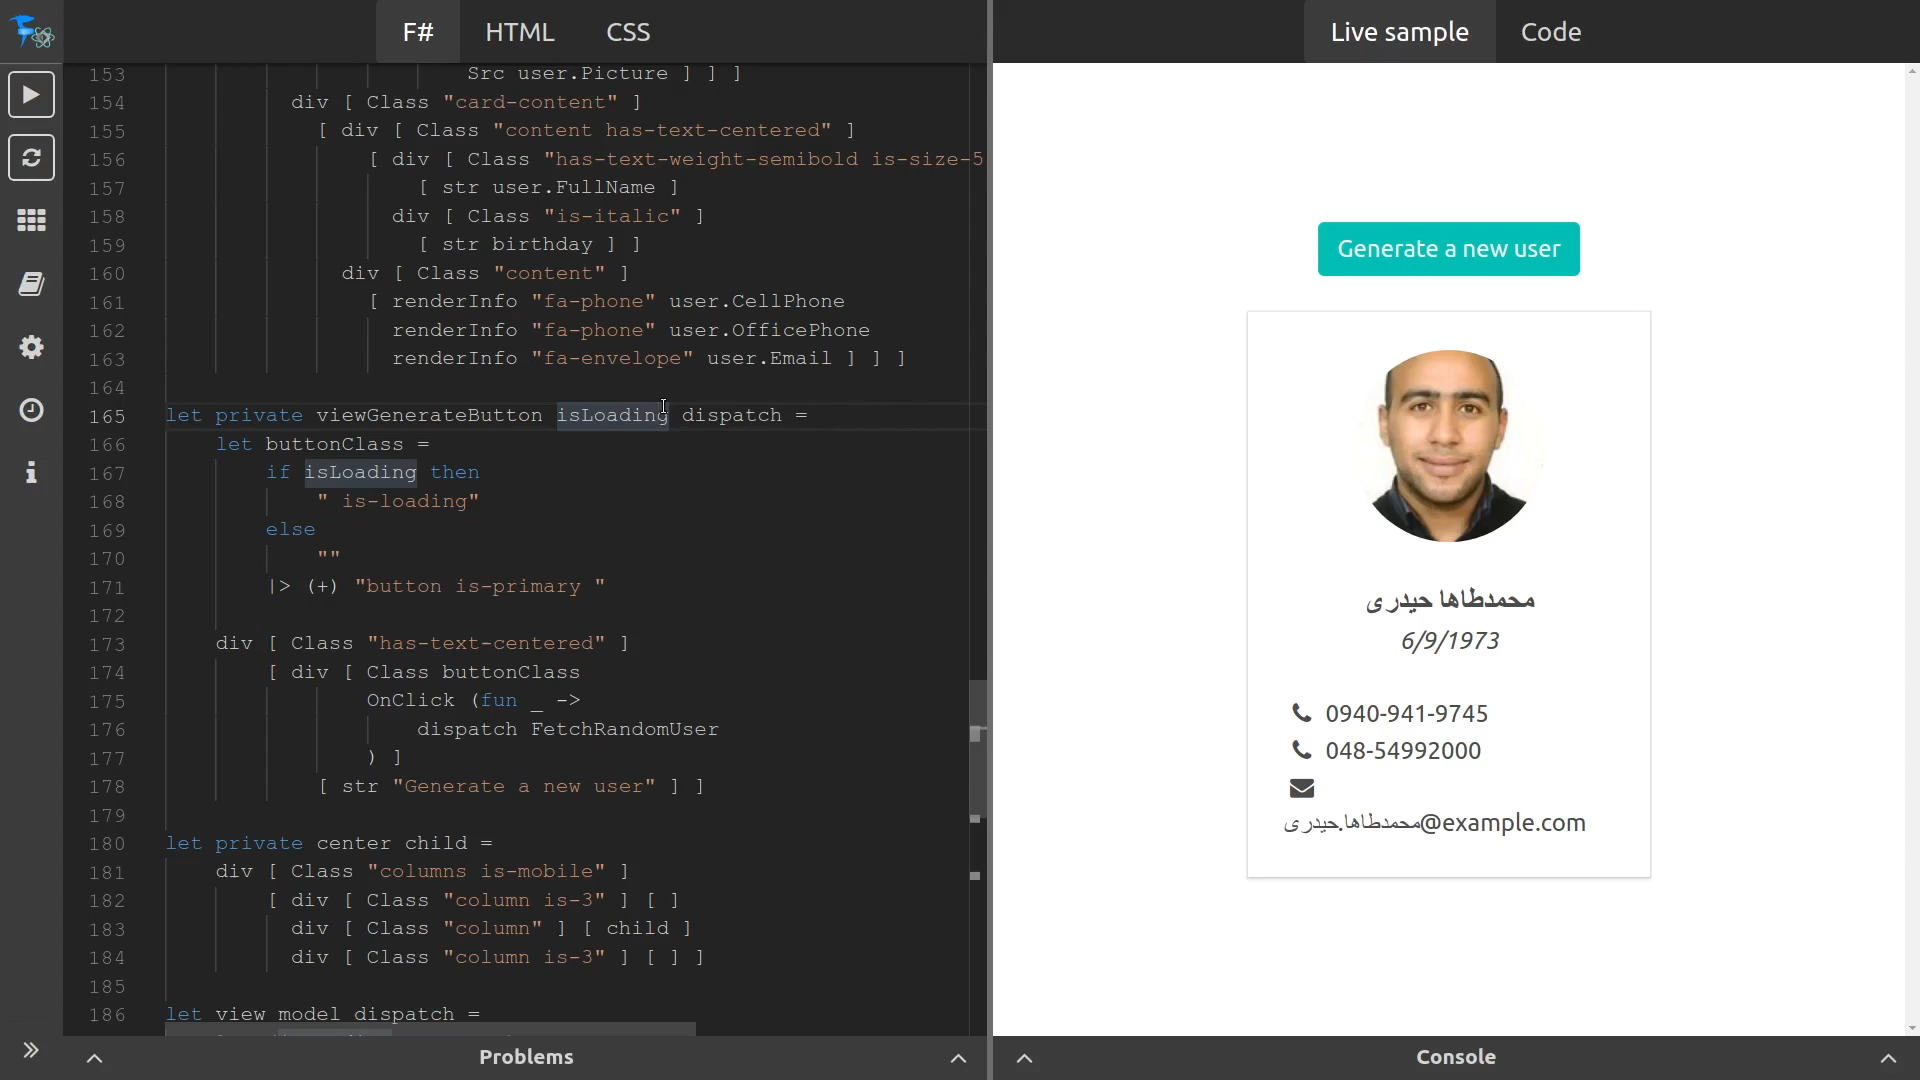 F# HTML CSS
Live sample Code
153 Src user.Picture ] ] ]
154 div [ Class "card-content" ]
155 [ div [ Class "content has-text-centered" ]
156 [ div [ Class "has-text-weight-semibold is-size-5
157 [ str user.FullName ]
158 div [ Class "is-italic" ]
159 [ str birthday ] ]
160 div [ Class "content" ]
161 [ renderInfo "fa-phone" user.CellPhone
162 renderInfo "fa-phone" user.OfficePhone
163 renderInfo "fa-envelope" user.Email ] ] ]
164
165 let private viewGenerateButton isLoading dispatch =
166 let buttonClass =
167 if isLoading then
168 " is-loading"
169 else
170 ""
171 |> (+) "button is-primary "
172
173 div [ Class "has-text-centered" ]
174 [ div [ Class buttonClass
175 OnClick (fun _ ->
176 dispatch FetchRandomUser
177 ) ]
178 [ str "Generate a new user" ] ]
179
180 let private center child =
181 div [ Class "columns is-mobile" ]
182 [ div [ Class "column is-3" ] [ ]
183 div [ Class "column" ] [ child ]
184 div [ Class "column is-3" ] [ ] ]
185
186 let view model dispatch =
Problems
Generate a new user
محمدطاها حیدری
6/9/1973
0940-941-9745
048-54992000
محمدطاها.حیدری@example.com
Console